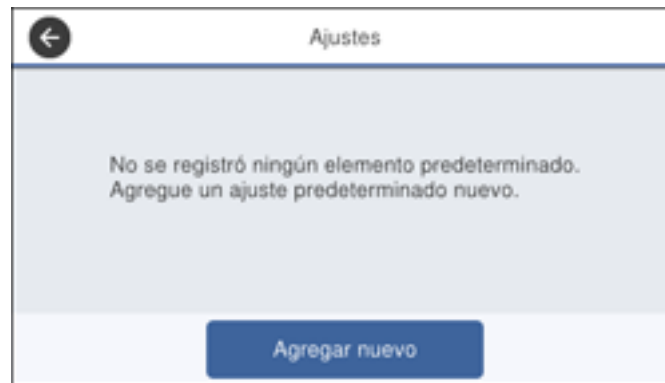 Ajustes
No se registró ningún elemento predeterminado.
Agregue un ajuste predeterminado nuevo.
Agregar nuevo